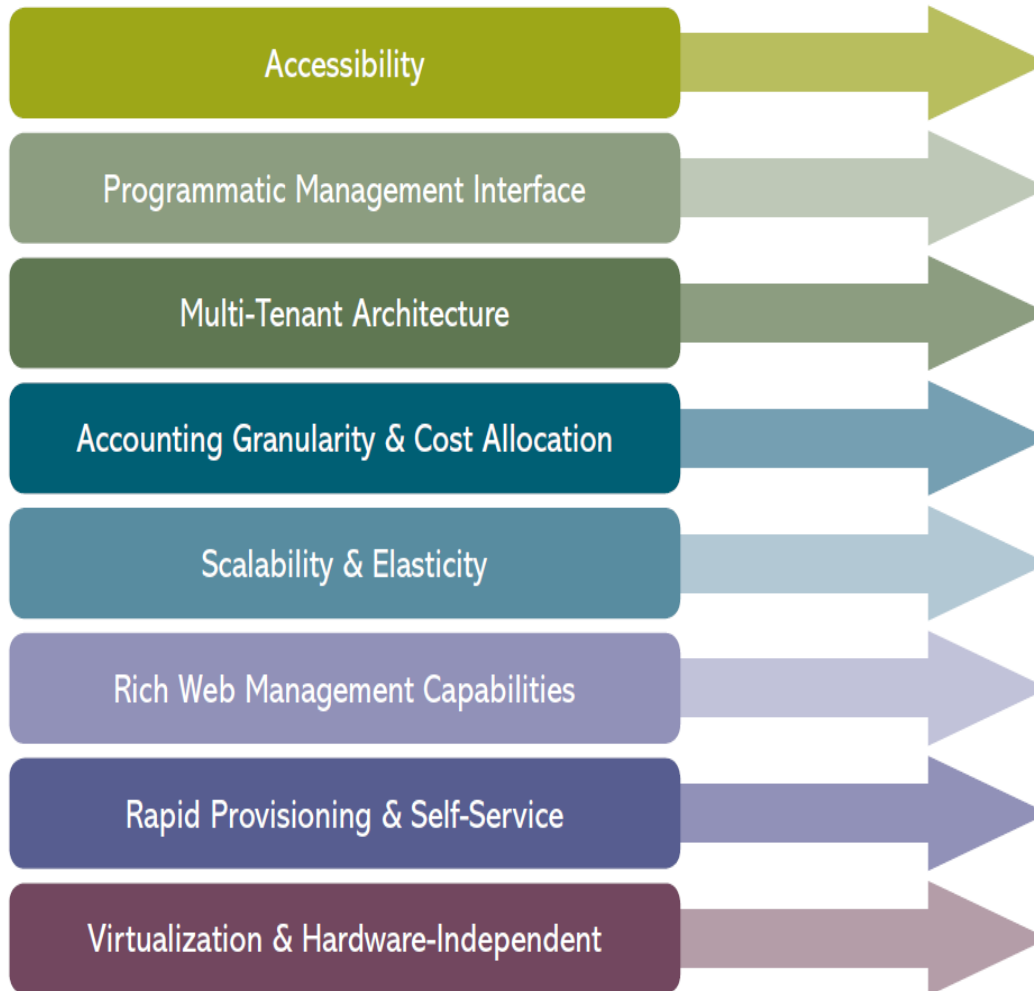 Accessibility
Programmatic Management Interface
Multi-Tenant Architecture
Accounting Granularity & Cost Allocation
Scalability & Elasticity
Rich Web Management Capabilities
Rapid Provisioning & Self-Service
Virtualization & Hardware-Independent